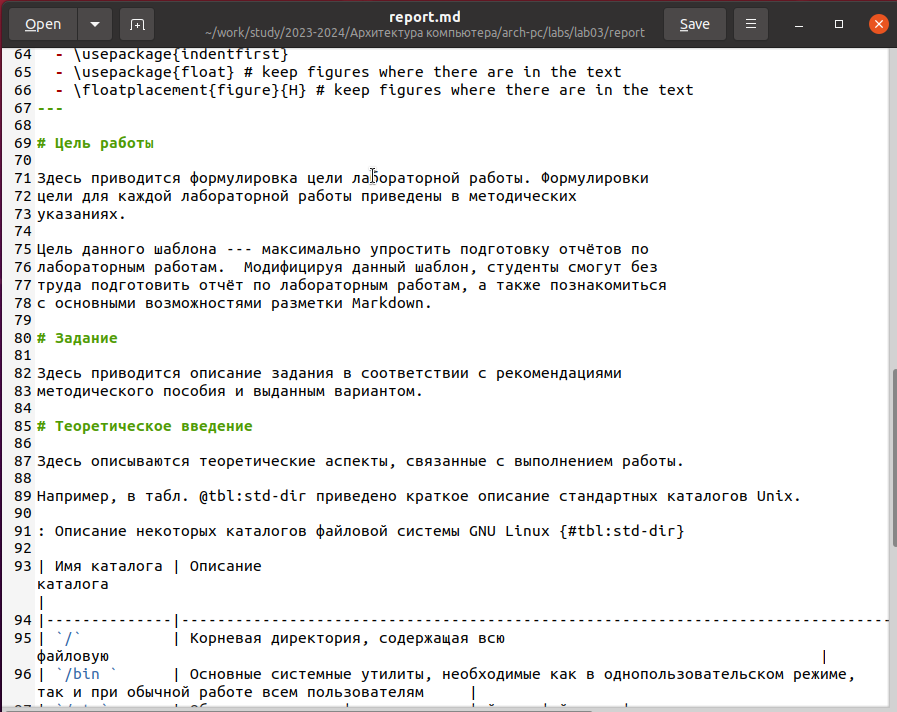 Open
report.md
~/work/study/2023-2024/Архитектура компьютера/arch-pc/labs/lab03/report
Save
64 - \usepackage{indentfirst}
65 - \usepackage{float} # keep figures where there are in the text
66 - \floatplacement{figure}{H} # keep figures where there are in the text
67 ---
68
69 # Цель работы
70
71 Здесь приводится формулировка цели лабораторной работы. Формулировки
72 цели для каждой лабораторной работы приведены в методических
73 указаниях.
74
75 Цель данного шаблона --- максимально упростить подготовку отчётов по
76 лабораторным работам.  Модифицируя данный шаблон, студенты смогут без
77 труда подготовить отчёт по лабораторным работам, а также познакомиться
78 с основными возможностями разметки Markdown.
79
80 # Задание
81
82 Здесь приводится описание задания в соответствии с рекомендациями
83 методического пособия и выданным вариантом.
84
85 # Теоретическое введение
86
87 Здесь описываются теоретические аспекты, связанные с выполнением работы.
88
89 Например, в табл. @tbl:std-dir приведено краткое описание стандартных каталогов Unix.
90
91 : Описание некоторых каталогов файловой системы GNU Linux {#tbl:std-dir}
92
93 | Имя каталога | Описание
каталога
|
94 |--------------|-------------------------------------------------------------------------------
95 | `/`          | Корневая директория, содержащая всю
файловую |
96 | `/bin `      | Основные системные утилиты, необходимые как в однопользовательском режиме,
так и при обычной работе всем пользователям     |